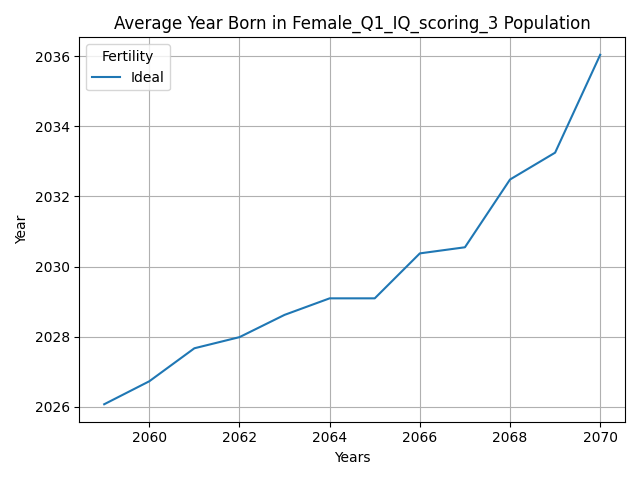 Average Year Born in Female_Q1_IQ_scoring_3 Population
Fertility
Ideal
2036
2034
2032
2030
2028
2026
Year
2060 2062 2064 2066 2068 2070
Years